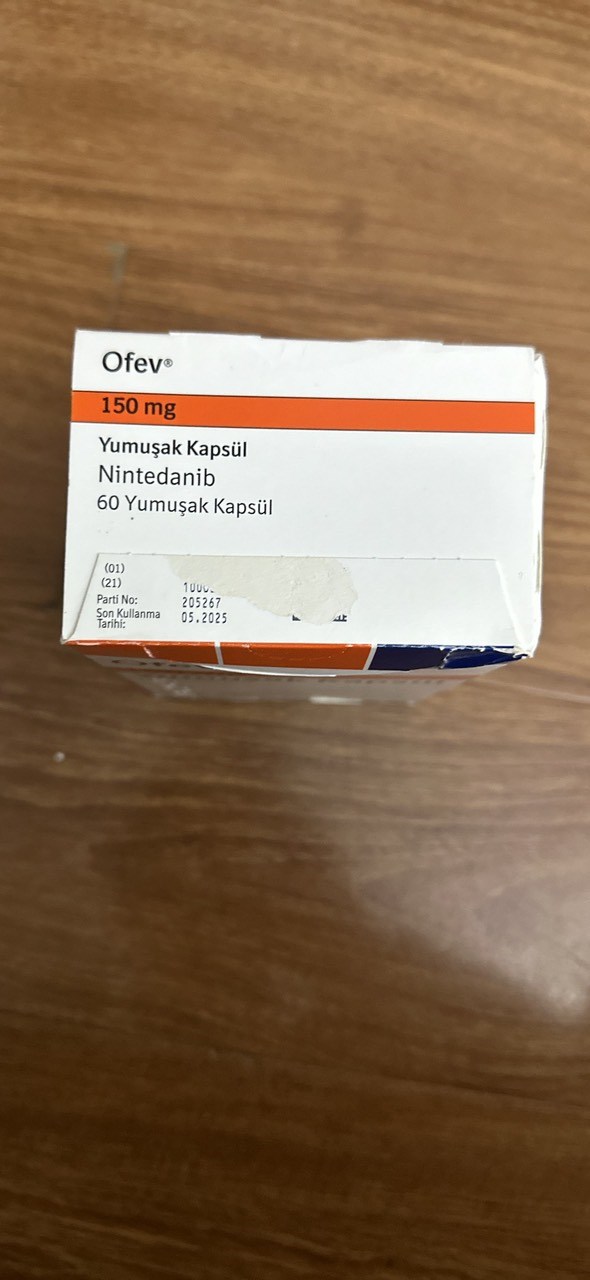 Ofev®
150 mg
Yumuşak Kapsül
Nintedanib
60 Yumuşak Kapsül
(01)
(21)
Parti No: 205267
Son Kullanma Tarihi: 05.2025